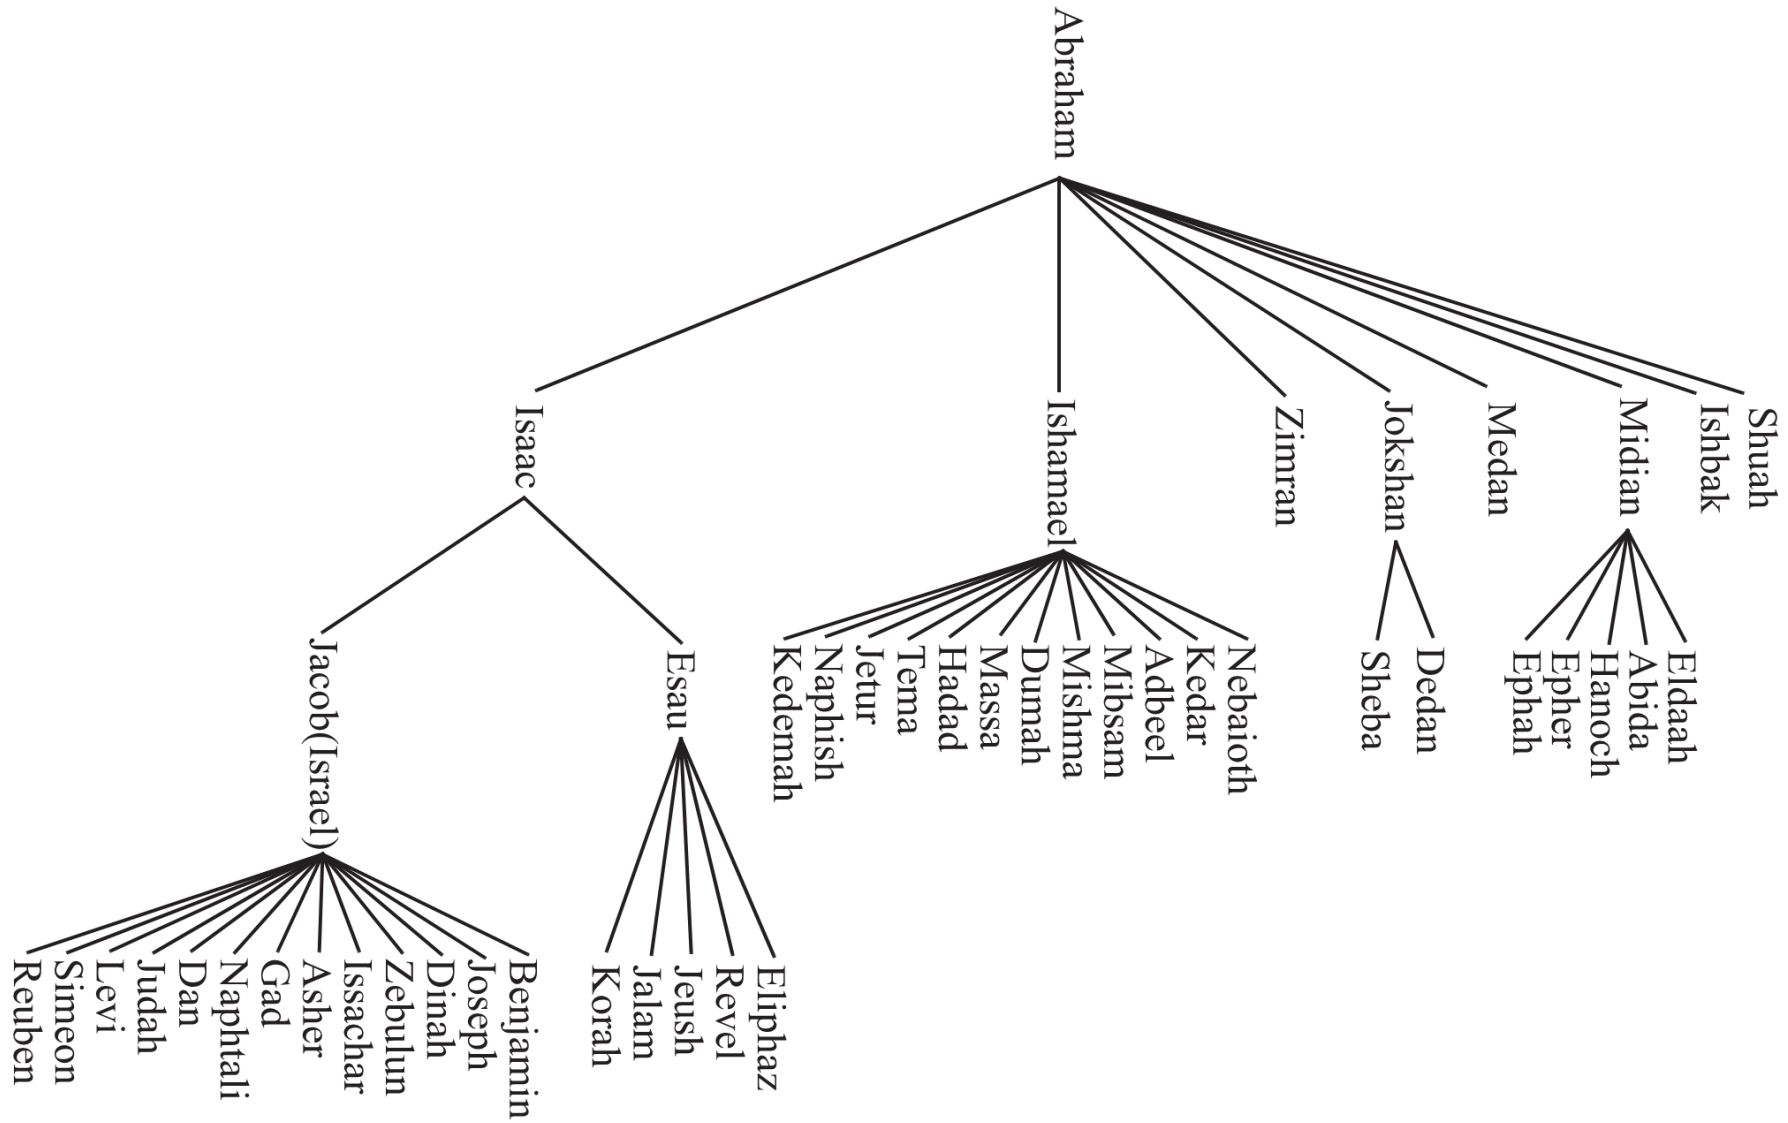 Abraham
Isaac
Ishamael
Zimran
Jokshan
Medan
Midian
Ishbak
Shuah
Jacob(Israel)
Esau
Kedemah
Naphish
Jetur
Tema
Hadad
Massa
Dumah
Mishma
Mibsam
Adbeel
Kedar
Nebaioth
Sheba
Dedan
Ephah
Epher
Hanoch
Abida
Eldaah
Reuben
Simeon
Levi
Judah
Dan
Naphtali
Gad
Asher
Issachar
Zebulun
Dinah
Joseph
Benjamin
Korah
Jalam
Jeush
Revel
Eliphaz